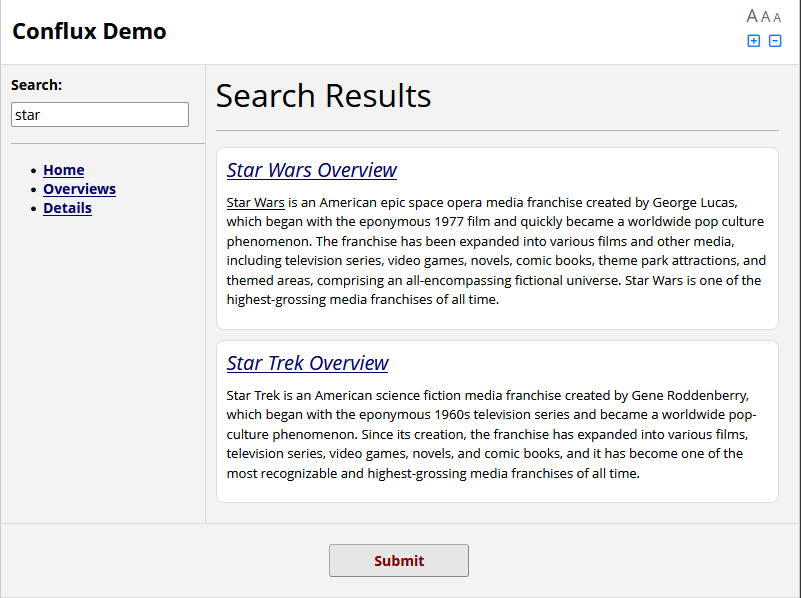 Conflux Demo
A A A
Search:
star
Home
Overviews
Details
Search Results
Star Wars Overview
Star Wars is an American epic space opera media franchise created by George Lucas,
which began with the eponymous 1977 film and quickly became a worldwide pop culture
phenomenon. The franchise has been expanded into various films and other media,
including television series, video games, novels, comic books, theme park attractions, and
themed areas, comprising an all-encompassing fictional universe. Star Wars is one of the
highest-grossing media franchises of all time.
Star Trek Overview
Star Trek is an American science fiction media franchise created by Gene Roddenberry,
which began with the eponymous 1960s television series and became a worldwide pop-
culture phenomenon. Since its creation, the franchise has expanded into various films,
television series, video games, novels, and comic books, and it has become one of the
most recognizable and highest-grossing media franchises of all time.
Submit